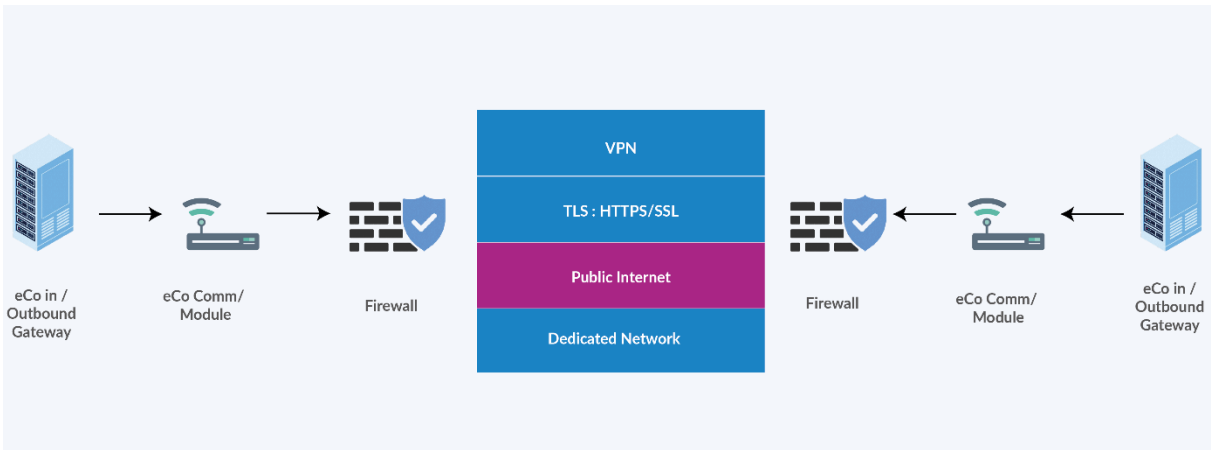 VPN
TLS : HTTPS/SSL
Public Internet
Dedicated Network
eCo in /
Outbound
Gateway
eCo Comm/
Module
Firewall
Firewall
eCo Comm/
Module
eCo in /
Outbound
Gateway